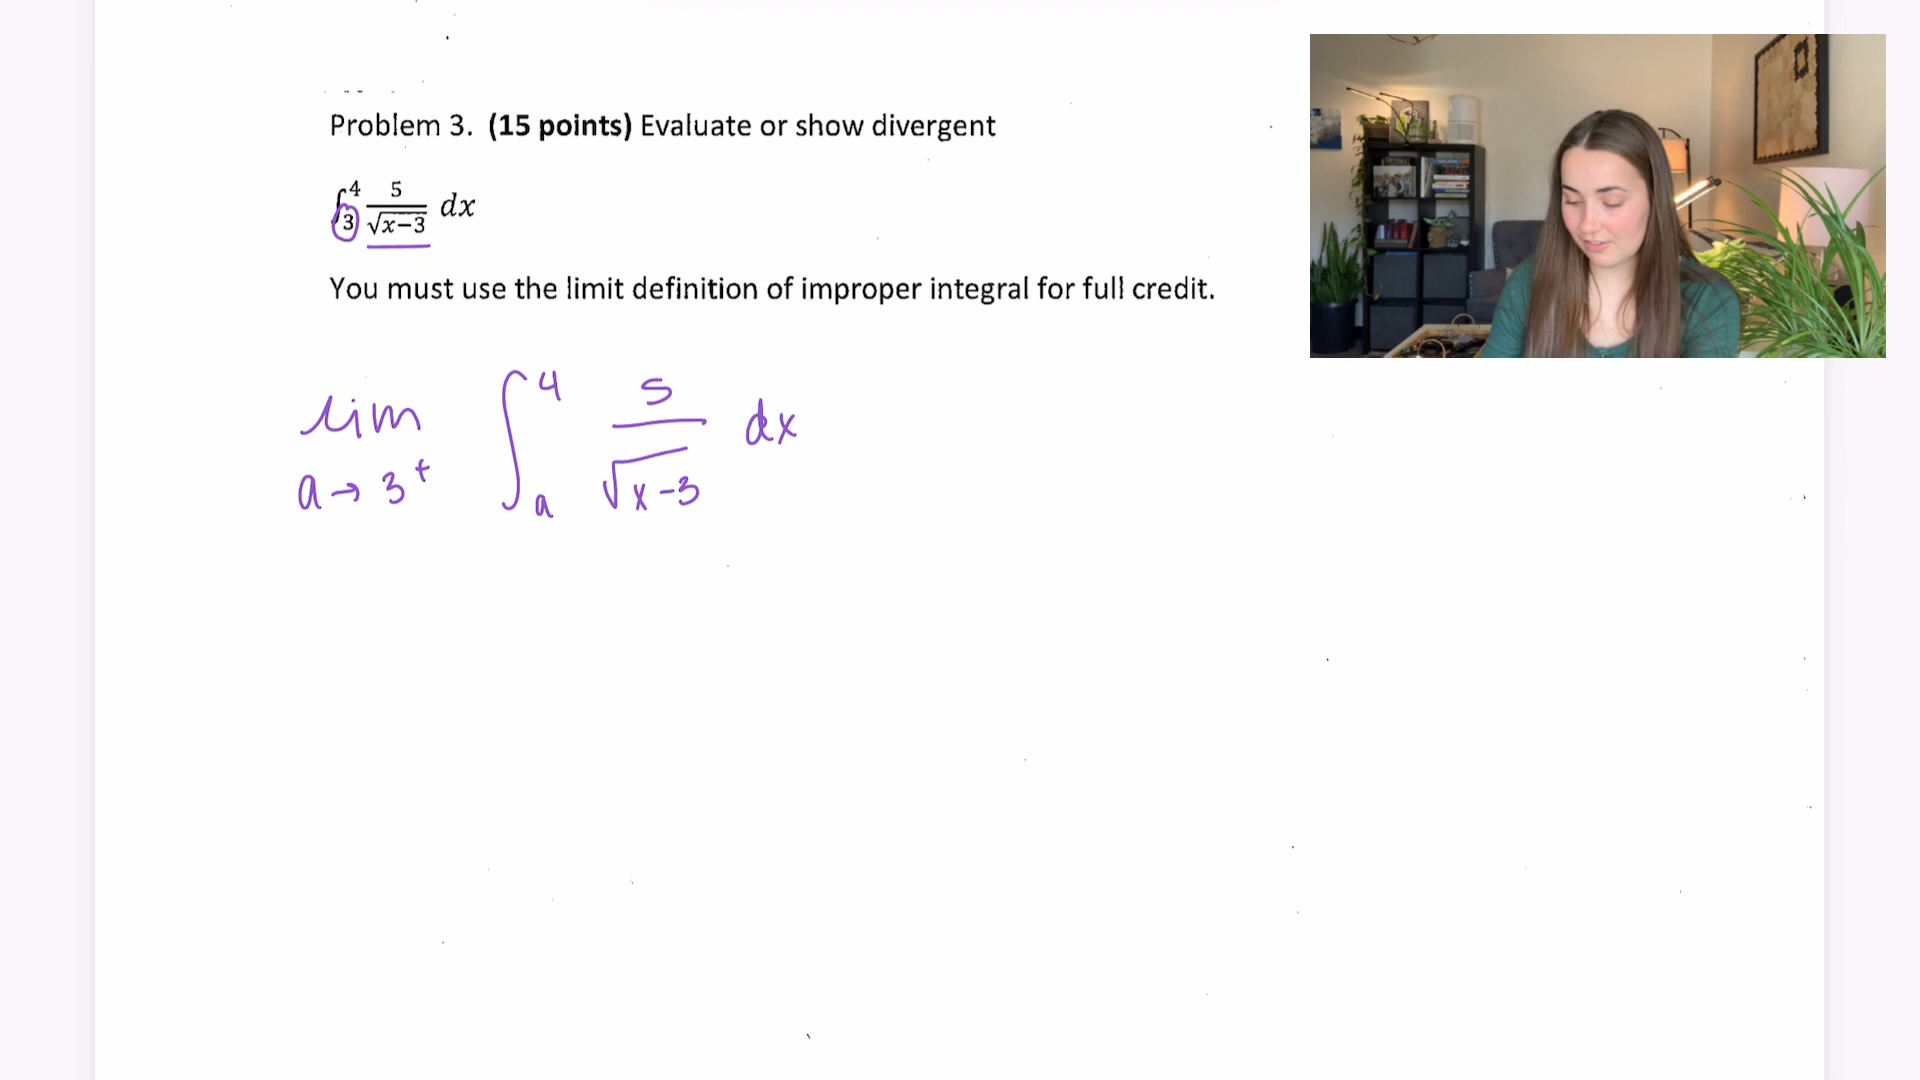 Problem 3. (15 points) Evaluate or show divergent
∫₃⁴ 5/√(x−3) dx
You must use the limit definition of improper integral for full credit.
lim a→3⁺ ∫ₐ⁴ 5/√(x-3) dx